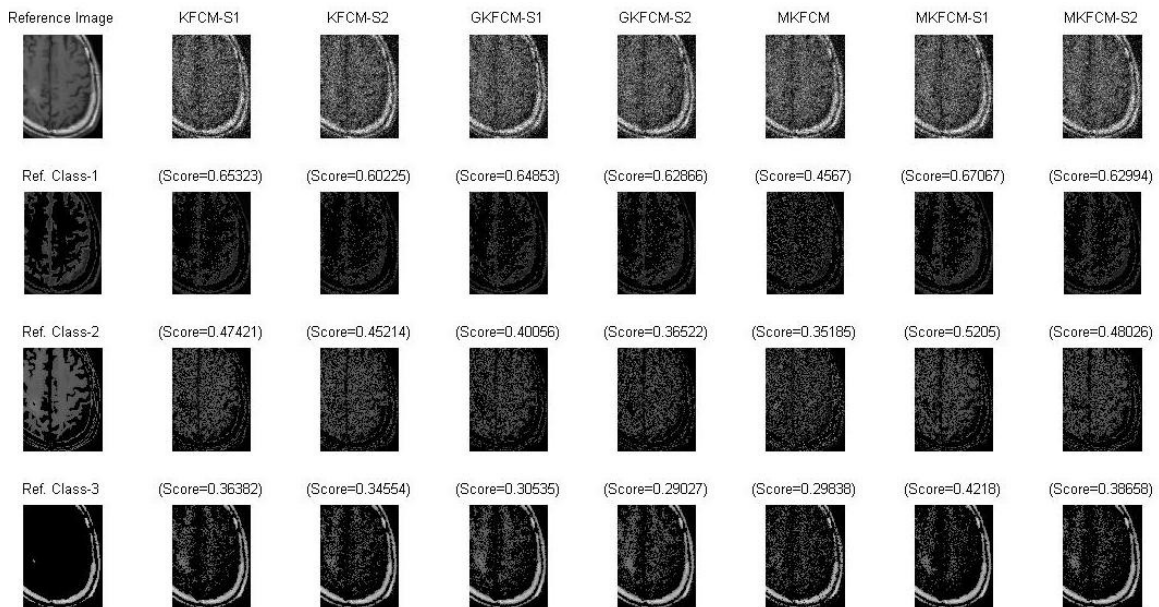 Reference Image KFCM-S1 KFCM-S2 GKFCM-S1 GKFCM-S2 MKFCM MKFCM-S1 MKFCM-S2
Ref. Class-1 (Score=0.65323) (Score=0.60225) (Score=0.64853) (Score=0.62866) (Score=0.4567) (Score=0.67067) (Score=0.62994)
Ref. Class-2 (Score=0.47421) (Score=0.45214) (Score=0.40056) (Score=0.36522) (Score=0.35185) (Score=0.5205) (Score=0.48026)
Ref. Class-3 (Score=0.36382) (Score=0.34554) (Score=0.30535) (Score=0.29027) (Score=0.29838) (Score=0.4218) (Score=0.38658)